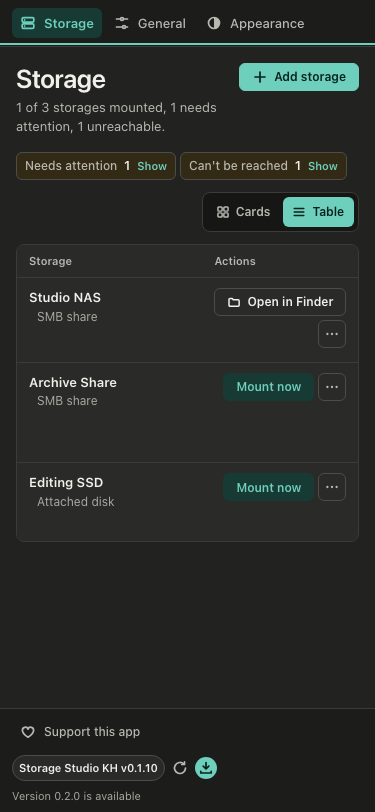 Storage General Appearance
Storage
Add storage
1 of 3 storages mounted, 1 needs
attention, 1 unreachable.
Needs attention 1 Show Can't be reached 1 Show
Cards Table
Storage Actions
Studio NAS Open in Finder
SMB share
Archive Share Mount now
SMB share
Editing SSD Mount now
Attached disk
Support this app
Storage Studio KH v0.1.10
Version 0.2.0 is available